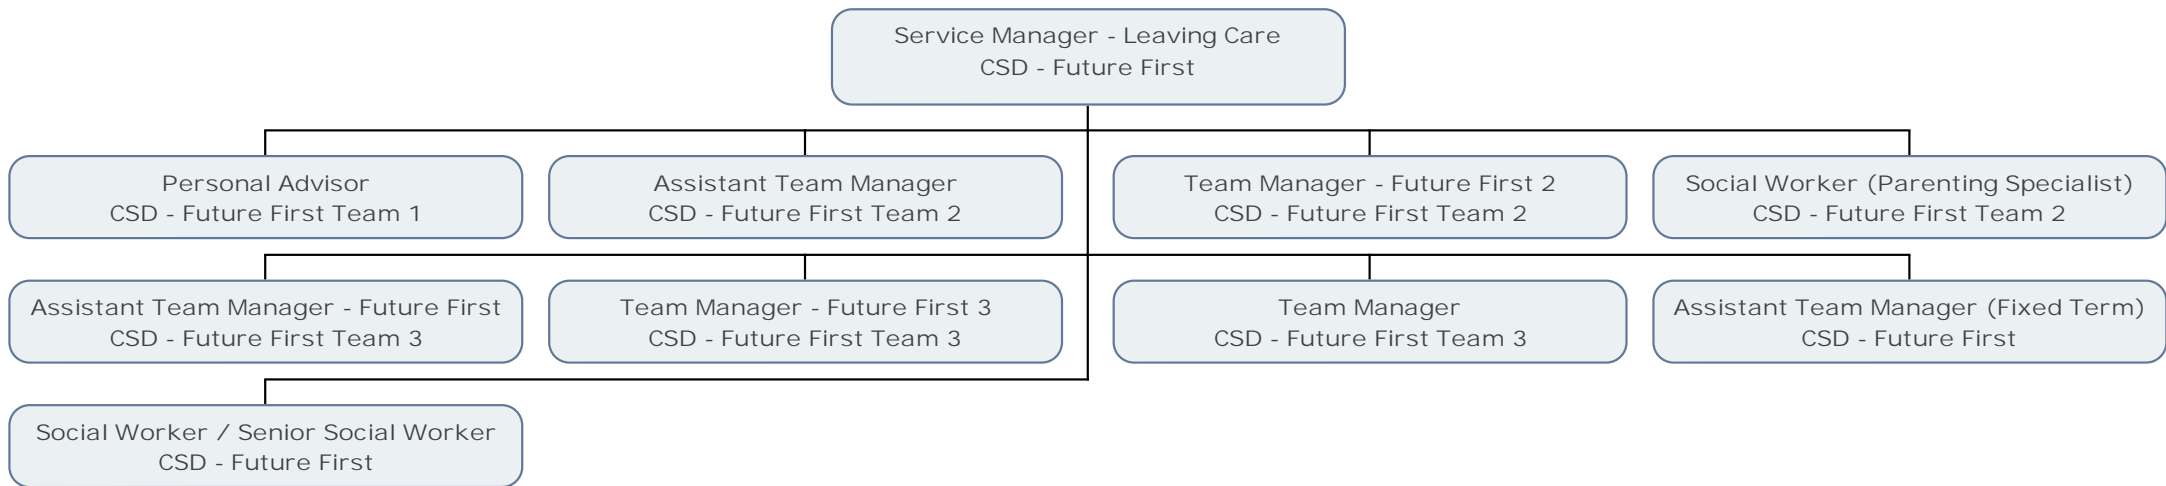 Service Manager - Leaving Care
CSD - Future First
Personal Advisor
CSD - Future First Team 1
Assistant Team Manager
CSD - Future First Team 2
Team Manager - Future First 2
CSD - Future First Team 2
Social Worker (Parenting Specialist)
CSD - Future First Team 2
Assistant Team Manager - Future First
CSD - Future First Team 3
Team Manager - Future First 3
CSD - Future First Team 3
Team Manager
CSD - Future First Team 3
Assistant Team Manager (Fixed Term)
CSD - Future First
Social Worker / Senior Social Worker
CSD - Future First